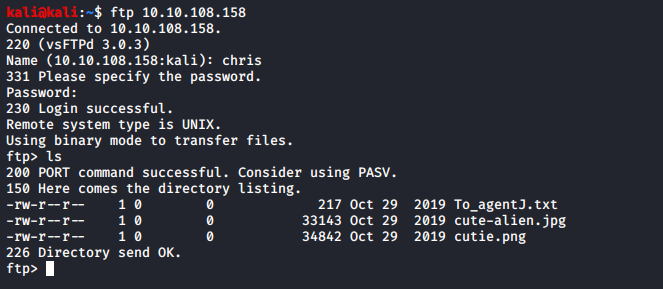 kali@kali:~$ ftp 10.10.108.158
Connected to 10.10.108.158.
220 (vsFTPd 3.0.3)
Name (10.10.108.158:kali): chris
331 Please specify the password.
Password:
230 Login successful.
Remote system type is UNIX.
Using binary mode to transfer files.
ftp> ls
200 PORT command successful. Consider using PASV.
150 Here comes the directory listing.
-rw-r--r--    1 0        0             217 Oct 29  2019 To_agentJ.txt
-rw-r--r--    1 0        0           33143 Oct 29  2019 cute-alien.jpg
-rw-r--r--    1 0        0           34842 Oct 29  2019 cutie.png
226 Directory send OK.
ftp>